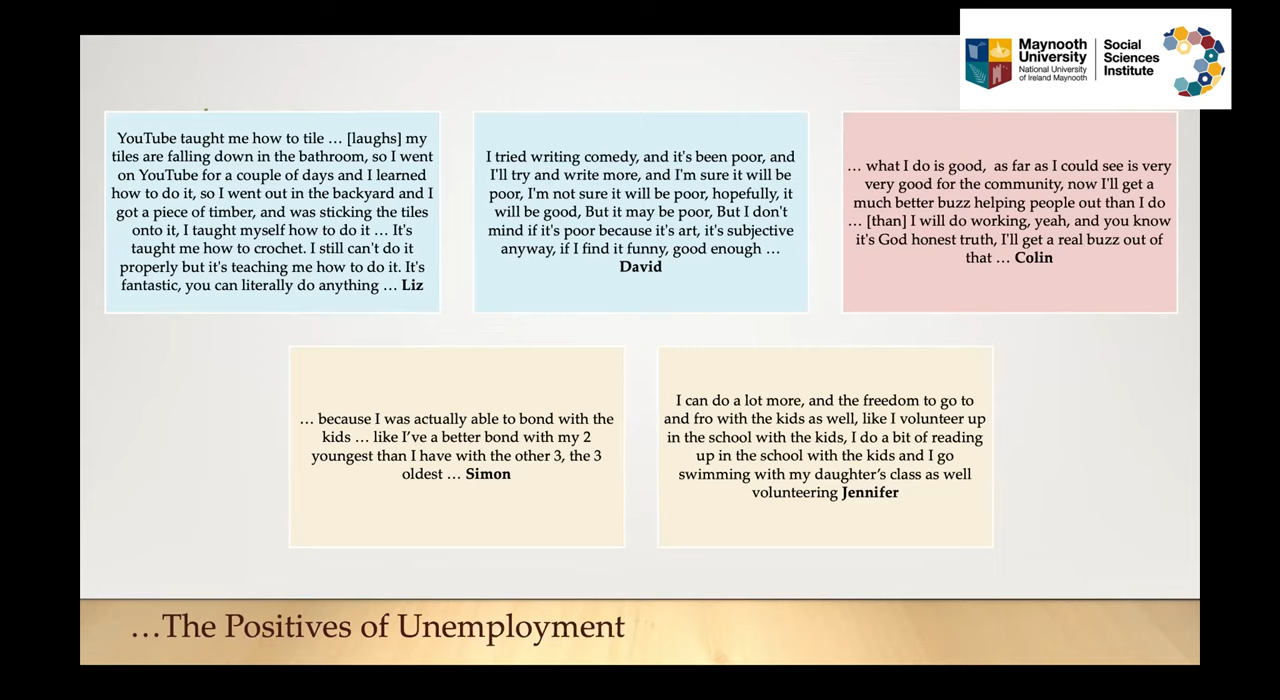 Maynooth
University
National University
of Ireland Maynooth
Social
Sciences
Institute
YouTube taught me how to tile … [laughs] my
tiles are falling down in the bathroom, so I went
on YouTube for a couple of days and I learned
how to do it, so I went out in the backyard and I
got a piece of timber, and was sticking the tiles
onto it, I taught myself how to do it … It's
taught me how to crochet. I still can't do it
properly but it's teaching me how to do it. It's
fantastic, you can literally do anything … Liz
I tried writing comedy, and it's been poor, and
I'll try and write more, and I'm sure it will be
poor, I'm not sure it will be poor, hopefully, it
will be good, But it may be poor, But I don't
mind if it's poor because it's art, it's subjective
anyway, if I find it funny, good enough …
David
… what I do is good,  as far as I could see is very
very good for the community, now I'll get a
much better buzz helping people out than I do
… [than] I will do working, yeah, and you know
it's God honest truth, I'll get a real buzz out of
that … Colin
… because I was actually able to bond with the
kids … like I've a better bond with my 2
youngest than I have with the other 3, the 3
oldest … Simon
I can do a lot more, and the freedom to go to
and fro with the kids as well, like I volunteer up
in the school with the kids, I do a bit of reading
up in the school with the kids and I go
swimming with my daughter's class as well
volunteering Jennifer
…The Positives of Unemployment